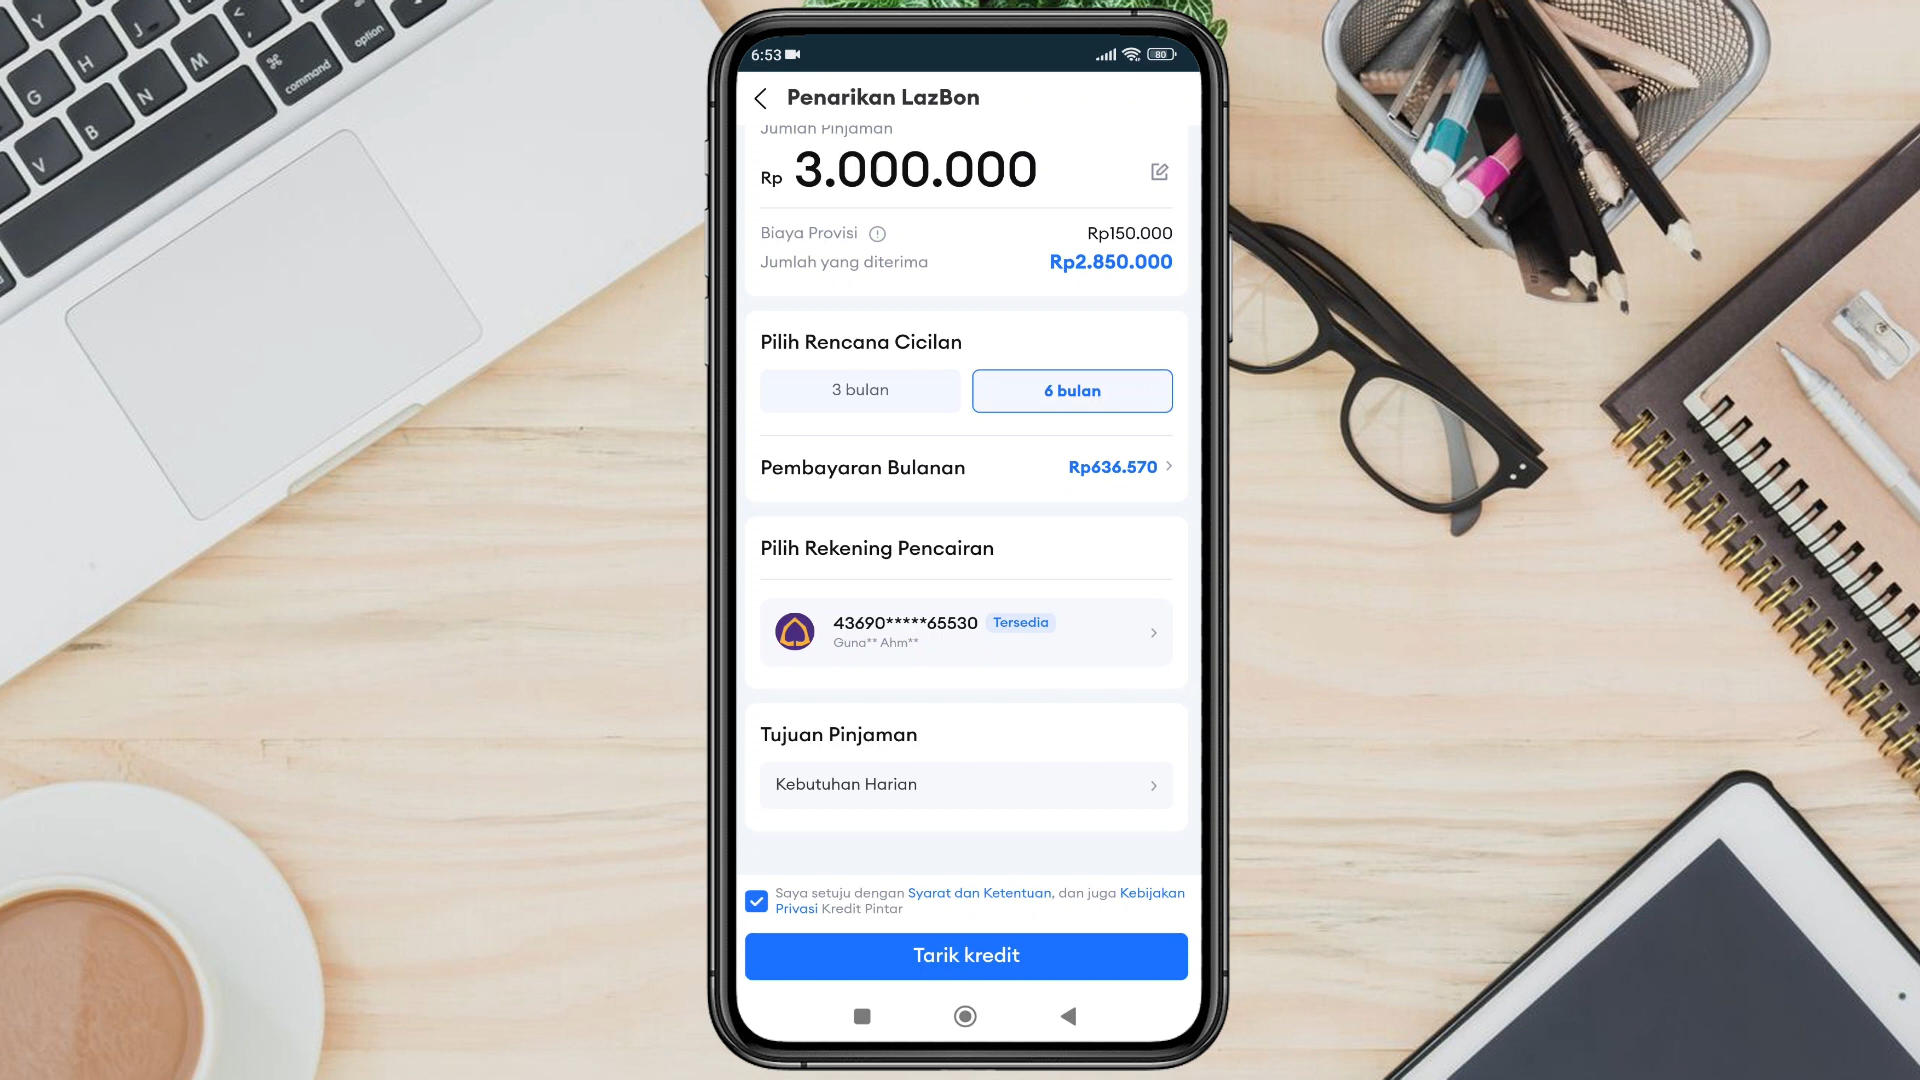 Y
J
<
H
M
,
option
G
N
⌘
command
B
V
6:53
80
Penarikan LazBon
Jumlah Pinjaman
Rp 3.000.000
Biaya Provisi Rp150.000
Jumlah yang diterima Rp2.850.000
Pilih Rencana Cicilan
3 bulan 6 bulan
Pembayaran Bulanan Rp636.570
Pilih Rekening Pencairan
43690*****65530 Tersedia
Guna** Ahm**
Tujuan Pinjaman
Kebutuhan Harian
Saya setuju dengan Syarat dan Ketentuan, dan juga Kebijakan
Privasi Kredit Pintar
Tarik kredit